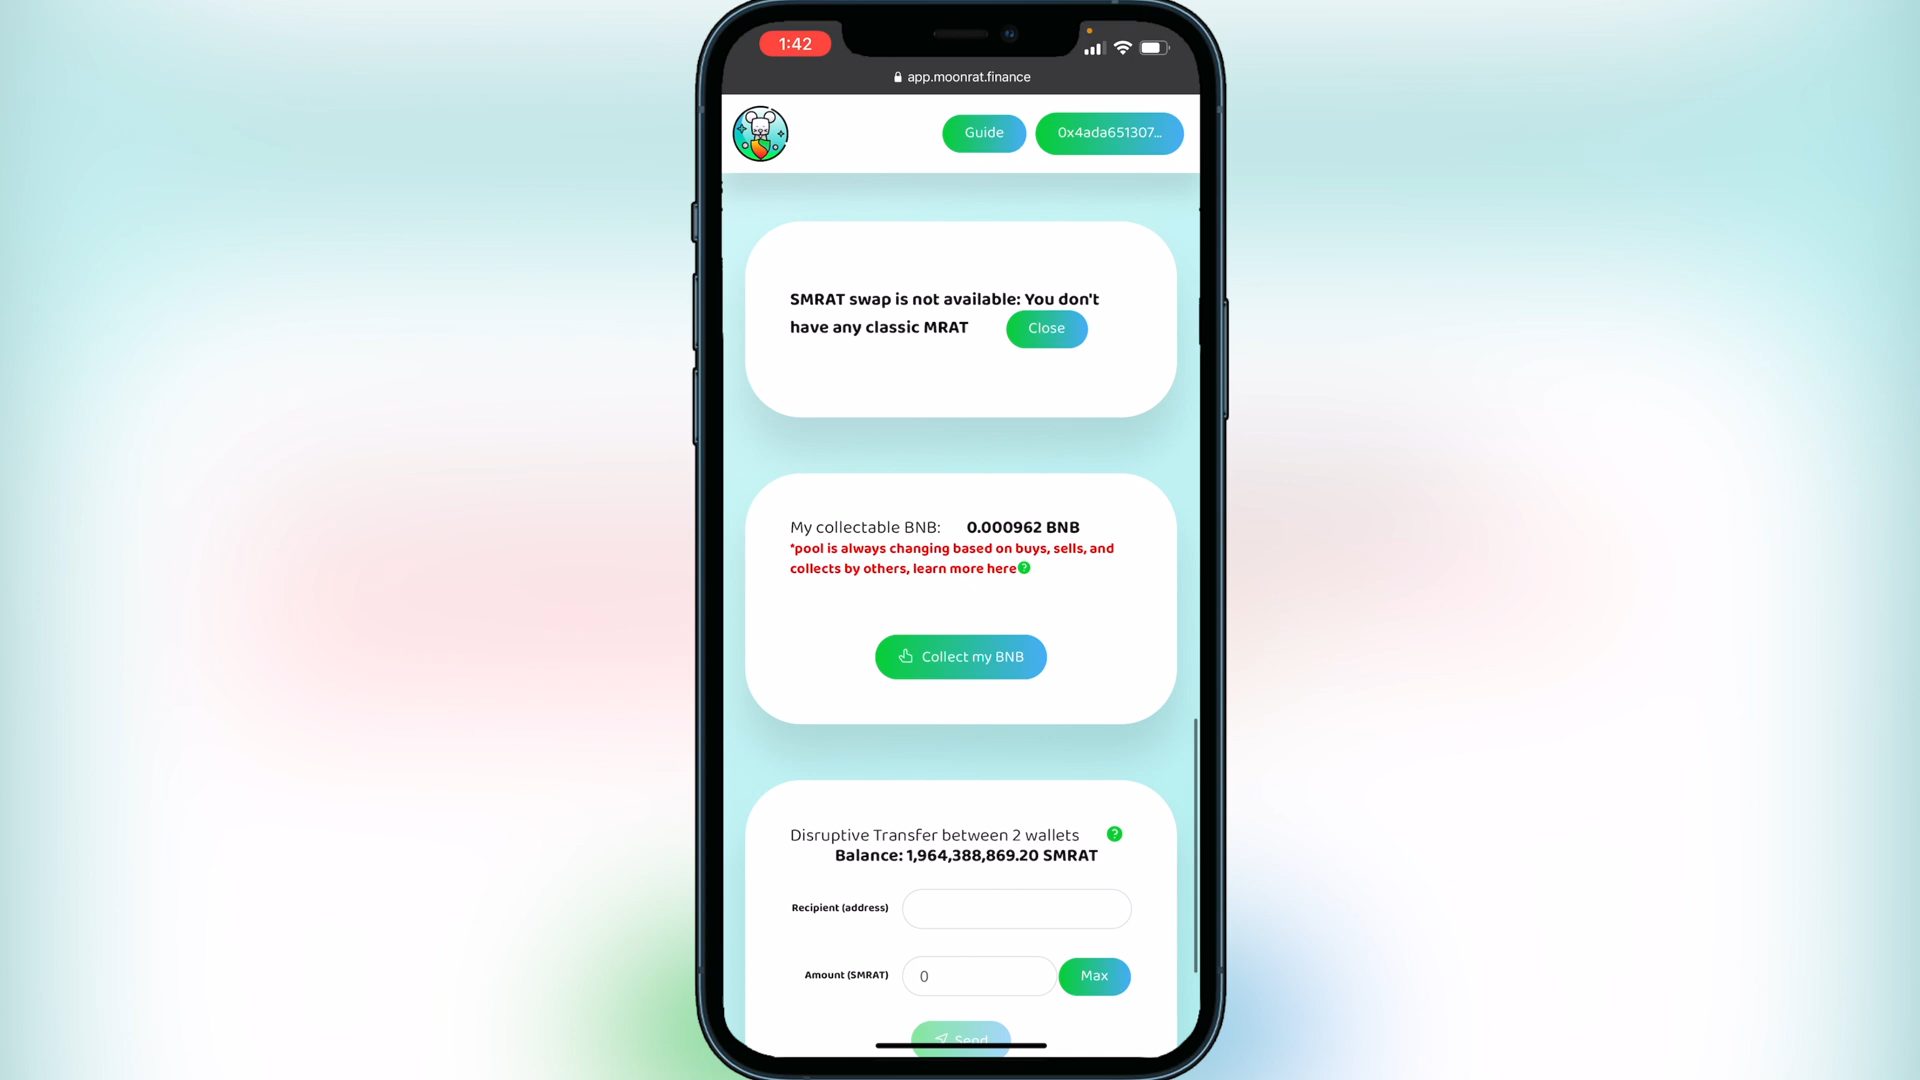 1:42
app.moonrat.finance
Guide
0x4ada651307...
SMRAT swap is not available: You don't
have any classic MRAT
Close
My collectable BNB: 0.000962 BNB
*pool is always changing based on buys, sells, and
collects by others, learn more here?
Collect my BNB
Disruptive Transfer between 2 wallets ?
Balance: 1,964,388,869.20 SMRAT
Recipient (address)
Amount (SMRAT) 0 Max
Send